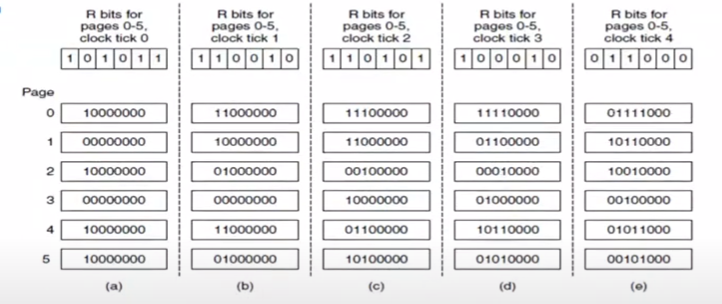 R bits for pages 0-5, clock tick 0
R bits for pages 0-5, clock tick 1
R bits for pages 0-5, clock tick 2
R bits for pages 0-5, clock tick 3
R bits for pages 0-5, clock tick 4
1 0 1 0 1 1
1 1 0 0 1 0
1 1 0 1 0 1
1 0 0 0 1 0
0 1 1 0 0 0
Page
0 10000000 11000000 11100000 11110000 01111000
1 00000000 10000000 11000000 01100000 10110000
2 10000000 01000000 00100000 00010000 10010000
3 00000000 00000000 10000000 01000000 00100000
4 10000000 11000000 01100000 10110000 01011000
5 10000000 01000000 10100000 01010000 00101000
(a) (b) (c) (d) (e)